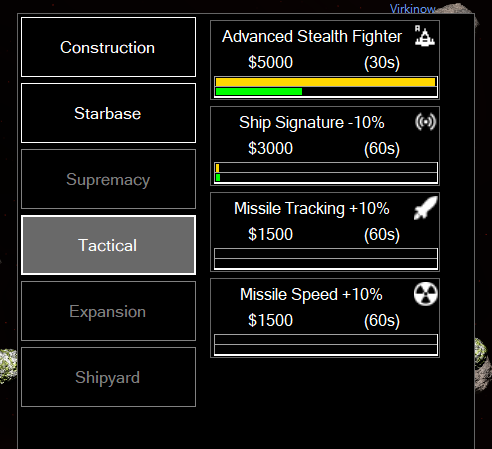 Virkinow
Construction
Starbase
Supremacy
Tactical
Expansion
Shipyard
Advanced Stealth Fighter
R
$5000 (30s)
Ship Signature -10%
$3000 (60s)
Missile Tracking +10%
$1500 (60s)
Missile Speed +10%
$1500 (60s)